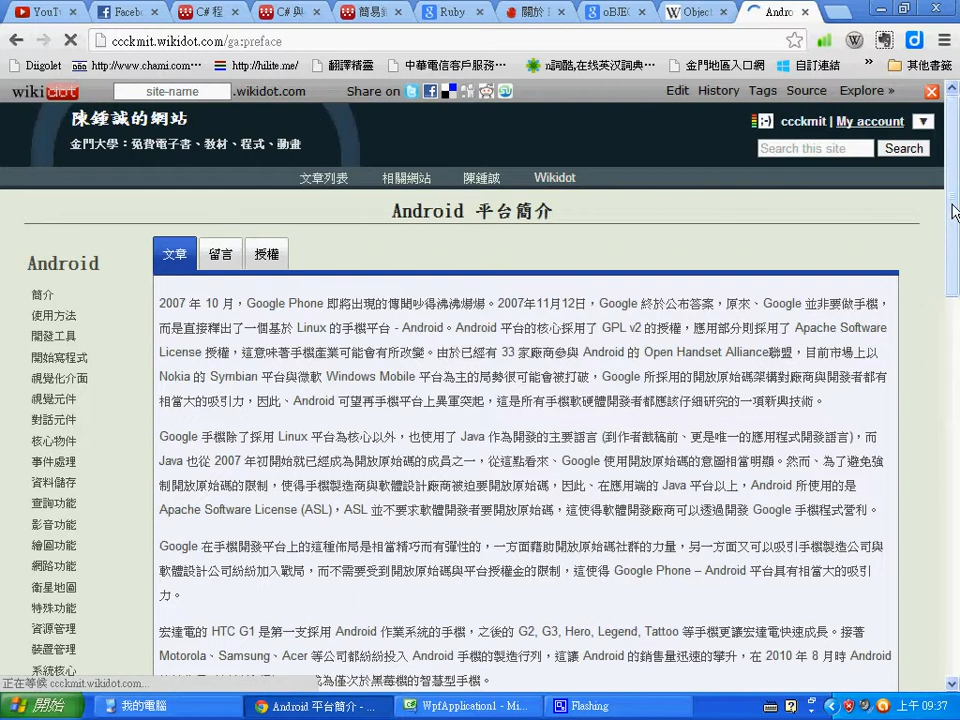 YouT
Faceb
C# 程
C# 與
簡易
Ruby
關於
oBJE
Object
Andro
09:37
ccckmit.wikidot.com/ga:preface
Diigolet
http://www.chami.com…
http://hilite.me/
翻譯精靈
中華電信客戶服務…
n詞酷,在线英汉词典…
金門地區入口網
自訂連結
»
其他書籤
wikidot
site-name
.wikidot.com
Share on
Edit
History
Tags
Source
Explore »
陳鍾誠的網站
金門大學：免費電子書、教材、程式、動畫
ccckmit | My account
Search this site
Search
文章列表
相關網站
陳鍾誠
Wikidot
Android 平台簡介
Android
簡介
使用方法
開發工具
開始寫程式
視覺化介面
視覺元件
對話元件
核心物件
事件處理
資料儲存
查詢功能
影音功能
繪圖功能
網路功能
衛星地圖
特殊功能
資源管理
裝置管理
系統核心
文章
留言
授權
2007 年 10 月，Google Phone 即將出現的傳聞吵得沸沸揚揚。2007年11月12日，Google 終於公布答案，原來、Google 並非要做手機，
而是直接釋出了一個基於 Linux 的手機平台 - Android。Android 平台的核心採用了 GPL v2 的授權，應用部分則採用了 Apache Software
License 授權，這意味著手機產業可能會有所改變。由於已經有 33 家廠商參與 Android 的 Open Handset Alliance聯盟，目前市場上以
Nokia 的 Symbian 平台與微軟 Windows Mobile 平台為主的局勢很可能會被打破，Google 所採用的開放原始碼架構對廠商與開發者都有
相當大的吸引力，因此、Android 可望再手機平台上異軍突起，這是所有手機軟硬體開發者都應該仔細研究的一項新興技術。
Google 手機除了採用 Linux 平台為核心以外，也使用了 Java 作為開發的主要語言 (到作者截稿前、更是唯一的應用程式開發語言)，而
Java 也從 2007 年初開始就已經成為開放原始碼的成員之一，從這點看來、Google 使用開放原始碼的意圖相當明顯。然而、為了避免強
制開放原始碼的限制，使得手機製造商與軟體設計廠商被迫要開放原始碼，因此、在應用端的 Java 平台以上，Android 所使用的是
Apache Software License (ASL)，ASL 並不要求軟體開發者要開放原始碼，這使得軟體開發廠商可以透過開發 Google 手機程式營利。
Google 在手機開發平台上的這種佈局是相當精巧而有彈性的，一方面藉助開放原始碼社群的力量，另一方面又可以吸引手機製造公司與
軟體設計公司紛紛加入戰局，而不需要受到開放原始碼與平台授權金的限制，這使得 Google Phone – Android 平台具有相當大的吸引
力。
宏達電的 HTC G1 是第一支採用 Android 作業系統的手機，之後的 G2, G3, Hero, Legend, Tattoo 等手機更讓宏達電快速成長。接著
Motorola、Samsung、Acer 等公司都紛紛投入 Android 手機的製造行列，這讓 Android 的銷售量迅速的攀升，在 2010 年 8 月時 Android
成為僅次於黑莓機的智慧型手機。
正在等候 ccckmit.wikidot.com...
開始
我的電腦
Android 平台簡介 - ...
WpfApplication1 - Mi...
Flashing
上午 09:37